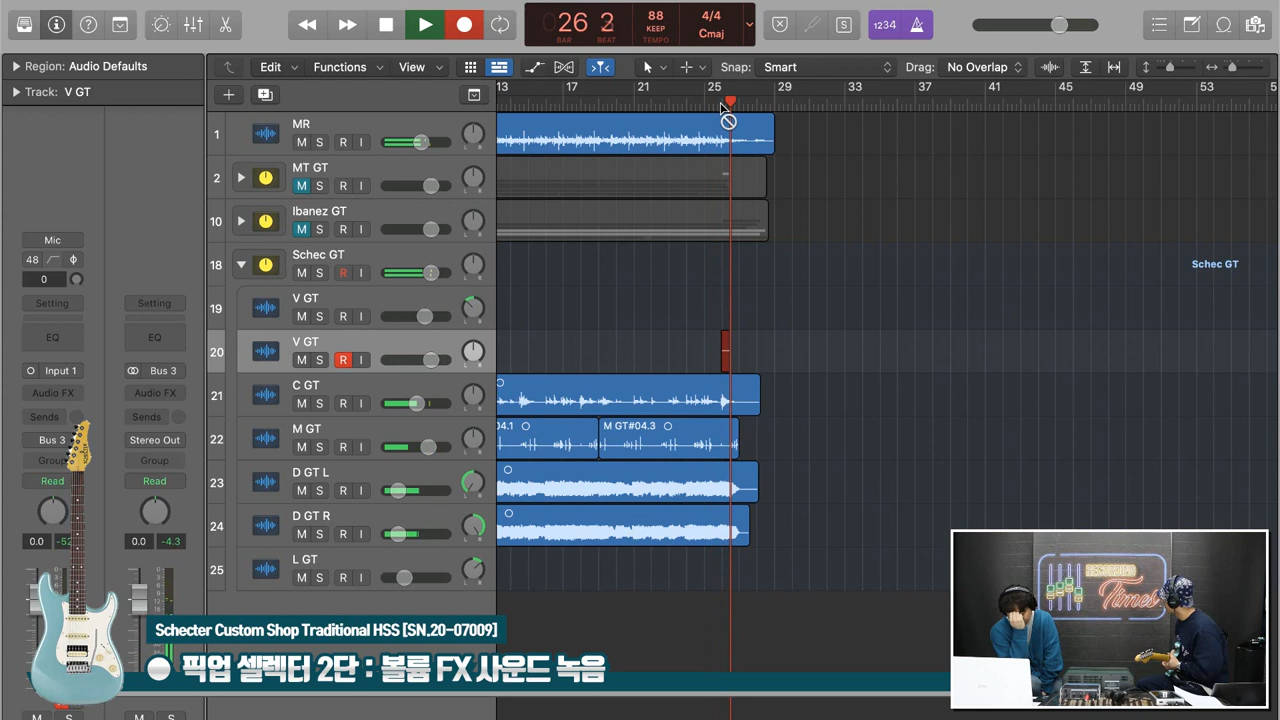 26 3
BAR BEAT
88
KEEP
TEMPO
4/4
Cmaj
S
1234
Region: Audio Defaults
Track: V GT
Edit
Functions
View
Snap: Smart
Drag: No Overlap
13 17 21 25 29 33 37 41 45 49 53
1 MR
M S R I
2 MT GT
M S R I
10 Ibanez GT
M S R I
18 Schec GT
M S R I
Schec GT
19 V GT
M S R I
20 V GT
M S R I
21 C GT
M S R I
22 M GT
M S R I
04.1
M GT#04.3
23 D GT L
M S R I
24 D GT R
M S R I
25 L GT
M S R I
Mic
48
0
Setting Setting
EQ EQ
Input 1 Bus 3
Audio FX Audio FX
Sends Sends
Bus 3 Stereo Out
Group Group
Read Read
0.0 0.0 -4.3
M S
Schecter Custom Shop Traditional HSS [SN.20-07009]
픽업 셀렉터 2단 : 볼륨 FX 사운드 녹음
RECORDING
Times